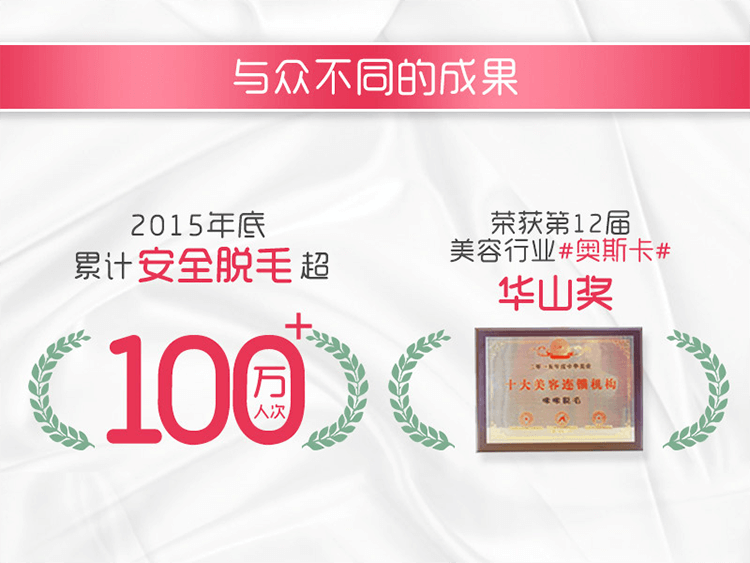 与众不同的成果
2015年底
累计安全脱毛超
100+
万
人次
荣获第12届
美容行业#奥斯卡#
华山奖
十大美容连锁机构